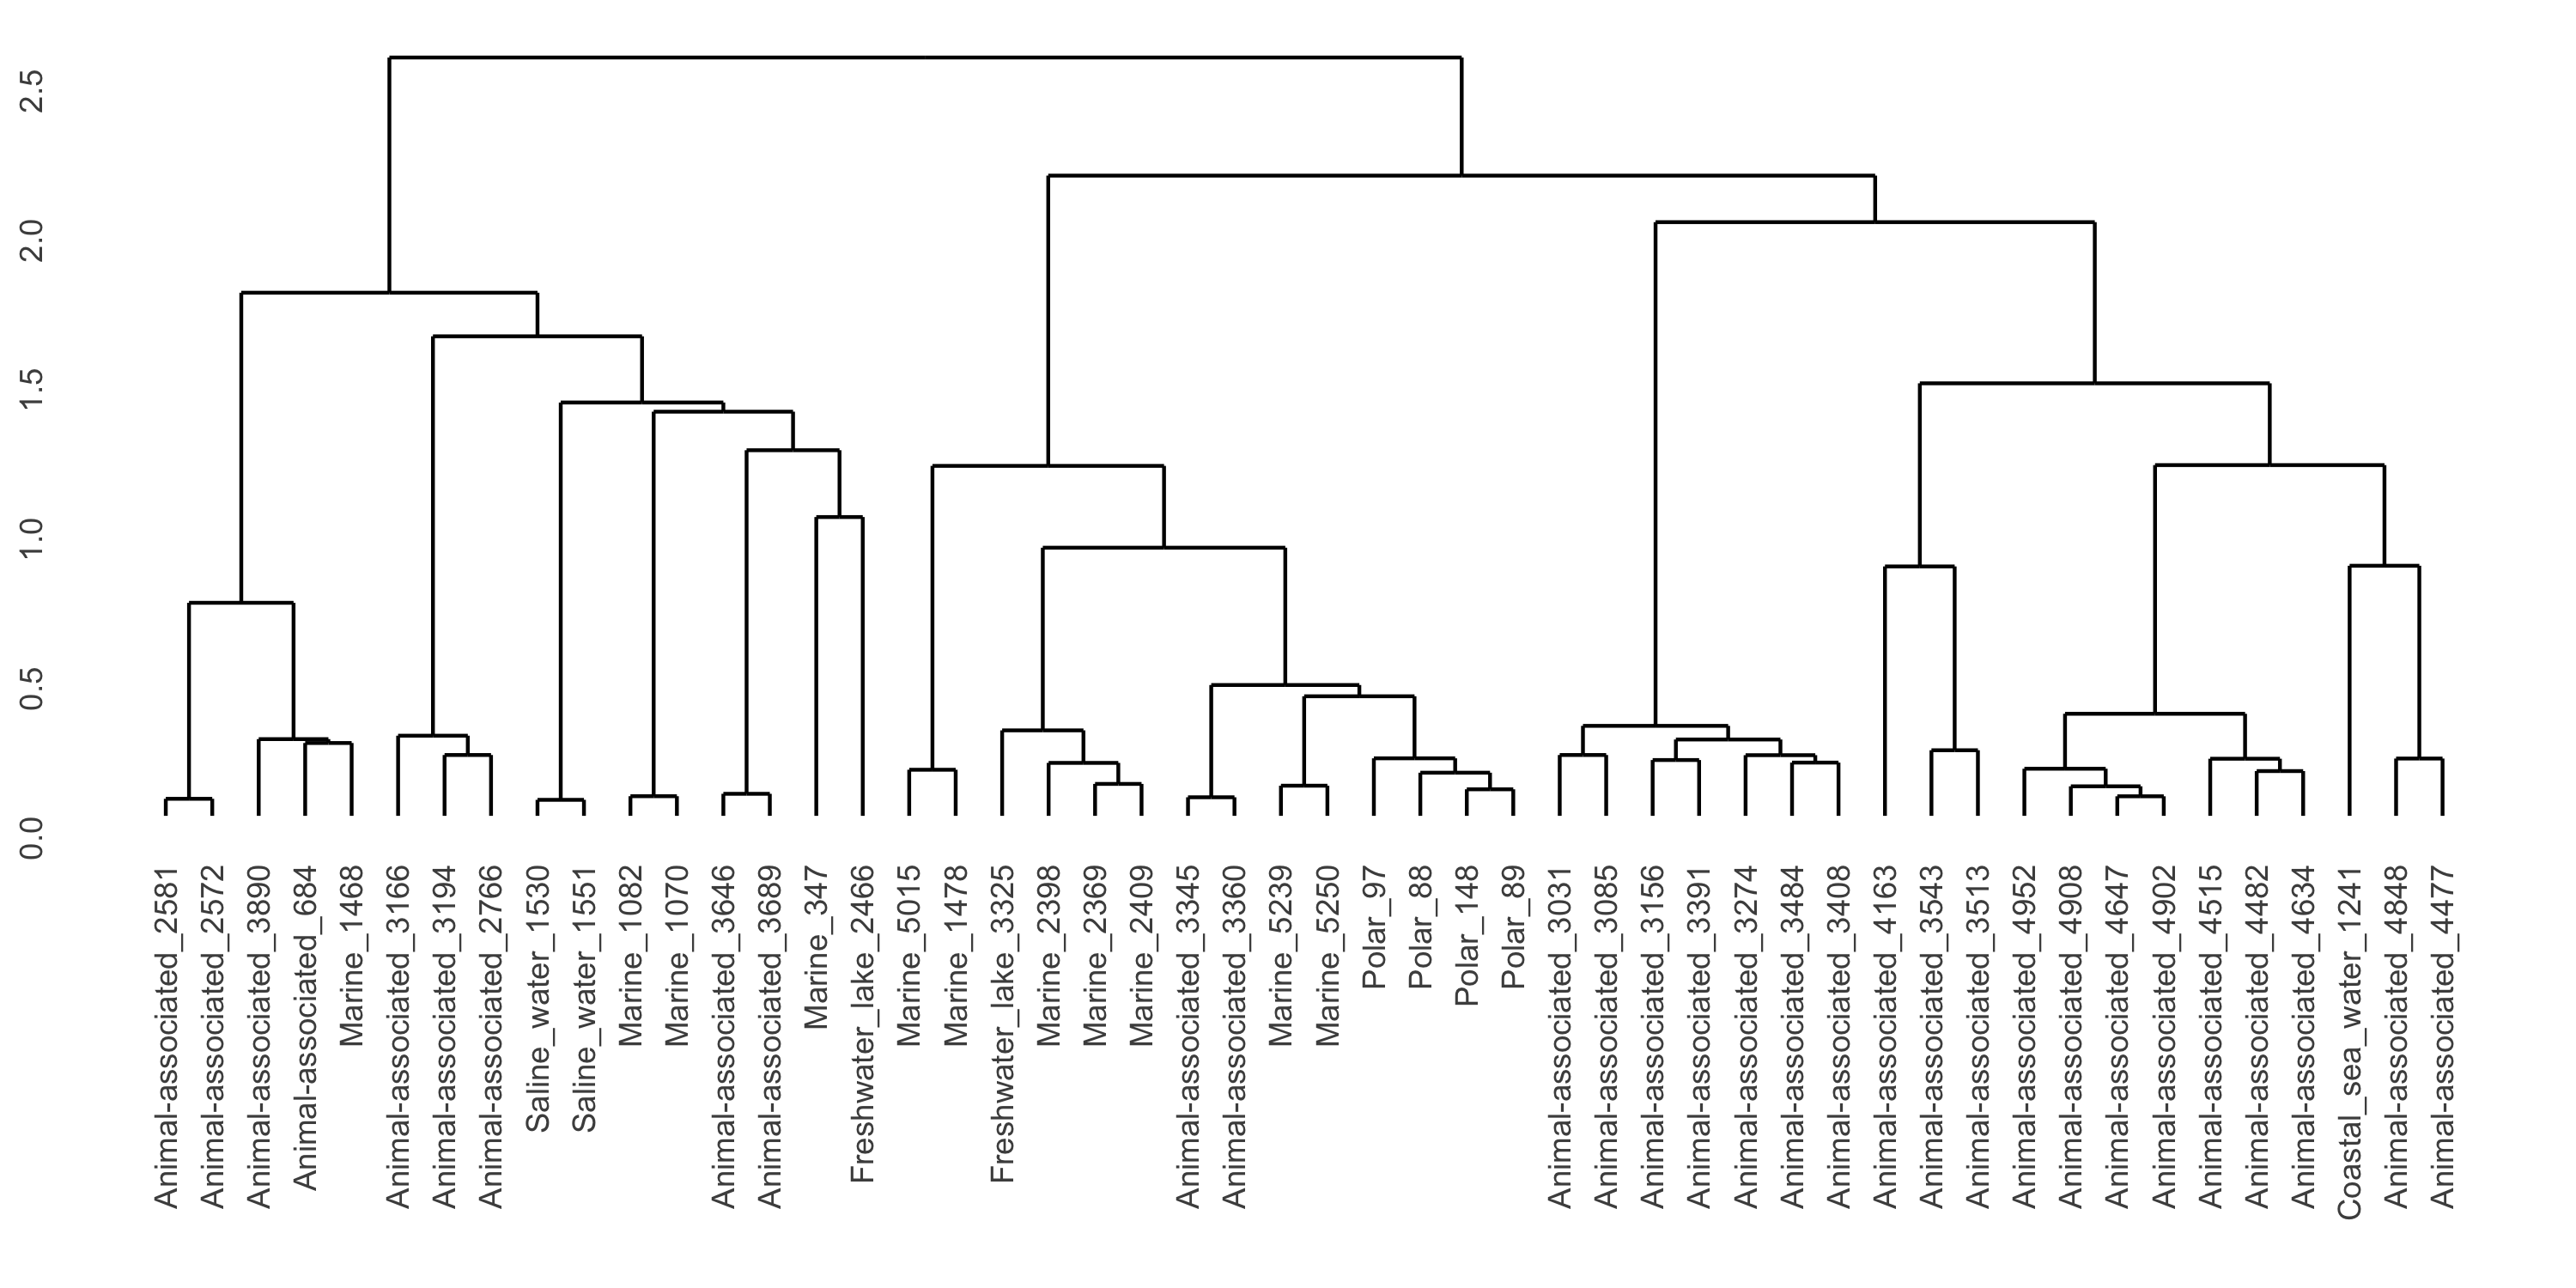 2.5
2.0
1.5
1.0
0.5
0.0
Animal-associated_2581
Animal-associated_2572
Animal-associated_3890
Animal-associated_684
Marine_1468
Animal-associated_3166
Animal-associated_3194
Animal-associated_2766
Saline_water_1530
Saline_water_1551
Marine_1082
Marine_1070
Animal-associated_3646
Animal-associated_3689
Marine_347
Freshwater_lake_2466
Marine_5015
Marine_1478
Freshwater_lake_3325
Marine_2398
Marine_2369
Marine_2409
Animal-associated_3345
Animal-associated_3360
Marine_5239
Marine_5250
Polar_97
Polar_88
Polar_148
Polar_89
Animal-associated_3031
Animal-associated_3085
Animal-associated_3156
Animal-associated_3391
Animal-associated_3274
Animal-associated_3484
Animal-associated_3408
Animal-associated_4163
Animal-associated_3543
Animal-associated_3513
Animal-associated_4952
Animal-associated_4908
Animal-associated_4647
Animal-associated_4902
Animal-associated_4515
Animal-associated_4482
Animal-associated_4634
Coastal_sea_water_1241
Animal-associated_4848
Animal-associated_4477